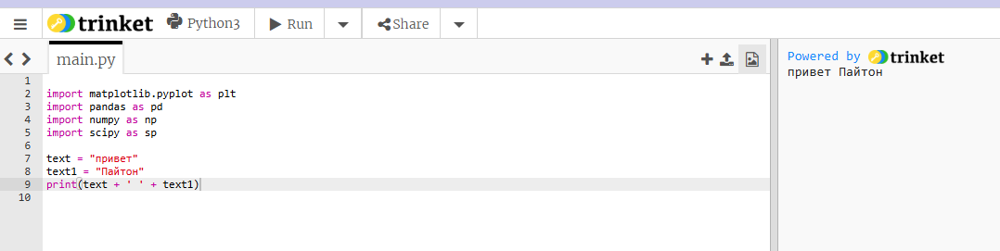 trinket Python3 Run Share
main.py
Powered by trinket
привет Пайтон
1
2 import matplotlib.pyplot as plt
3 import pandas as pd
4 import numpy as np
5 import scipy as sp
6
7 text = "привет"
8 text1 = "Пайтон"
9 print(text + ' ' + text1)
10